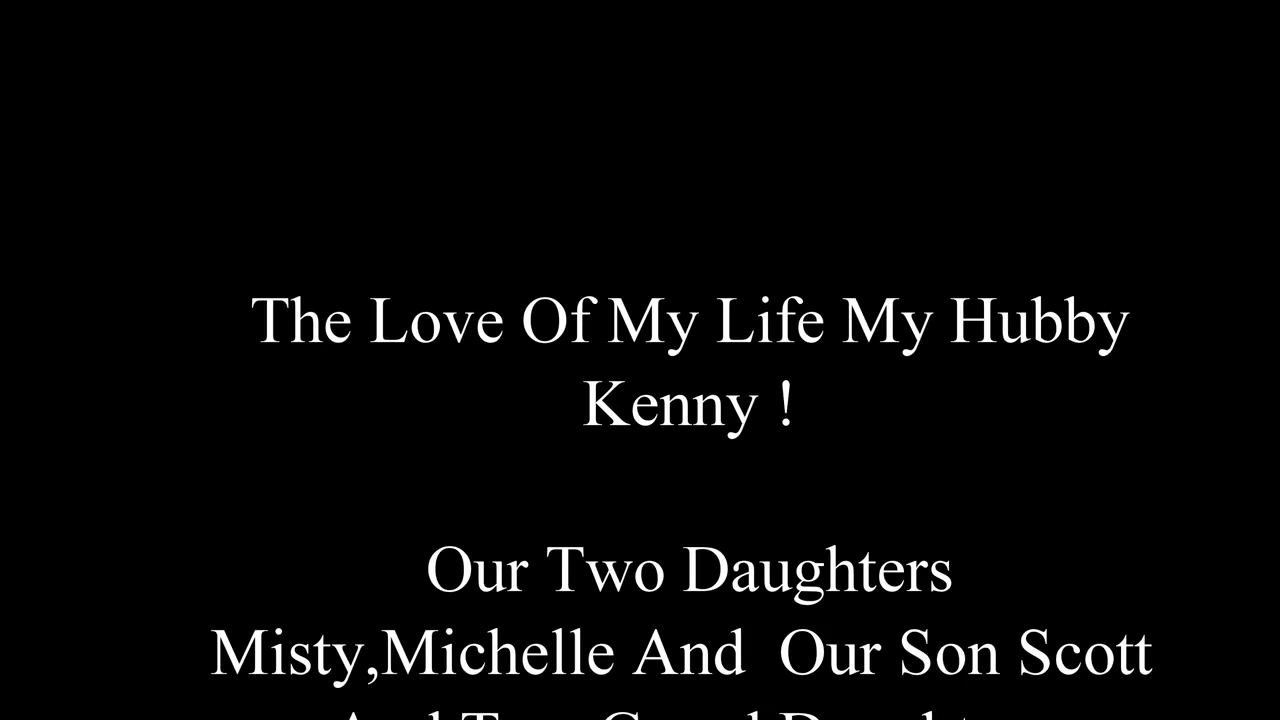 The Love Of My Life My Hubby
Kenny !
Our Two Daughters
Misty,Michelle And  Our Son Scott